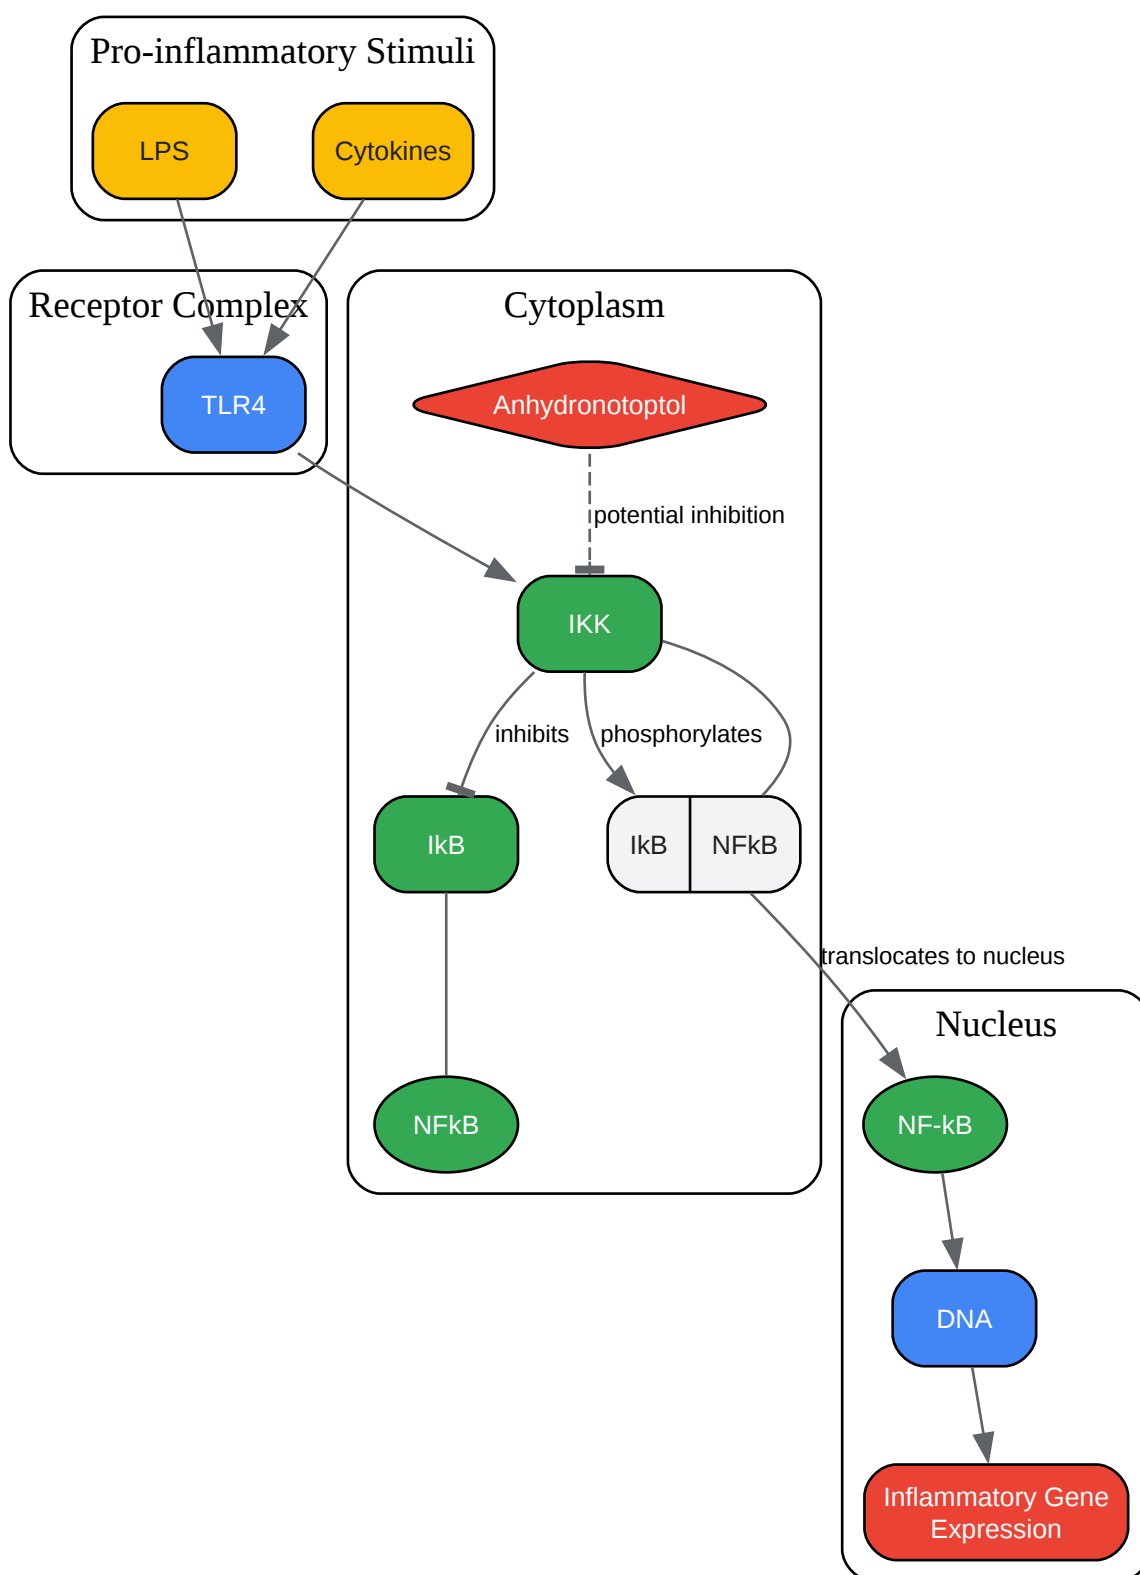 Pro-inflammatory Stimuli
LPS
Cytokines
Receptor Complex
TLR4
Cytoplasm
Anhydronotoptol
potential inhibition
IKK
inhibits
phosphorylates
IkB
IkB
NFkB
translocates to nucleus
NFkB
Nucleus
NF-kB
DNA
Inflammatory Gene
Expression